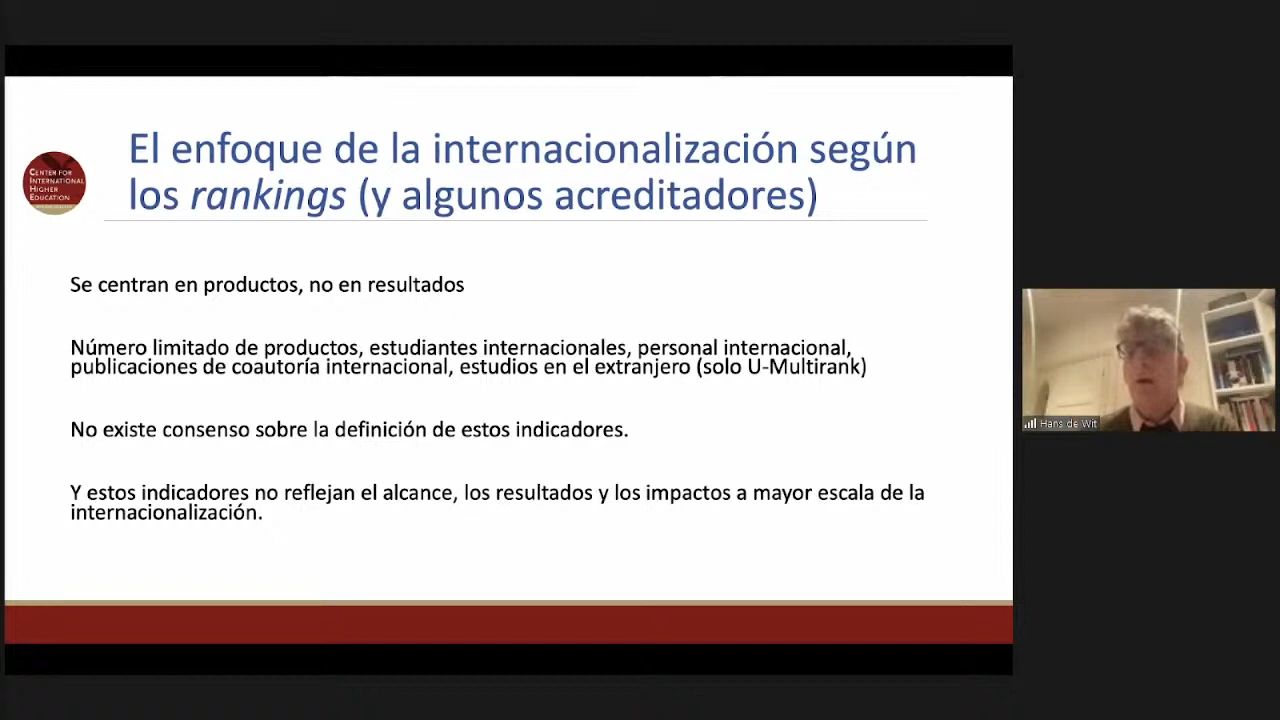 El enfoque de la internacionalización según
los rankings (y algunos acreditadores)
CENTER FOR
INTERNATIONAL
HIGHER
EDUCATION
Se centran en productos, no en resultados
Número limitado de productos, estudiantes internacionales, personal internacional,
publicaciones de coautoría internacional, estudios en el extranjero (solo U-Multirank)
No existe consenso sobre la definición de estos indicadores.
Y estos indicadores no reflejan el alcance, los resultados y los impactos a mayor escala de la
internacionalización.
Hans de Wit